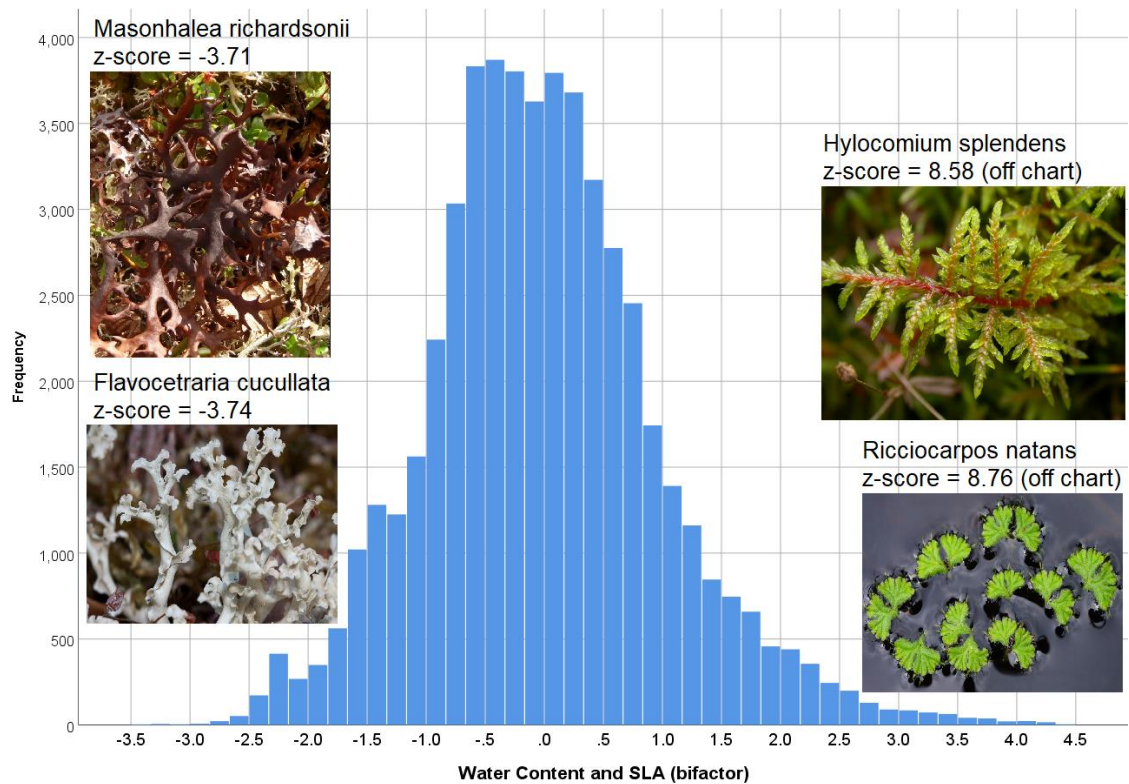 Masonhalea richardsonii
z-score = -3.71
Flavocetraria cucullata
z-score = -3.74
Hylocomium splendens
z-score = 8.58 (off chart)
Ricciocarpos natans
z-score = 8.76 (off chart)
Frequency
4,000
3,500
3,000
2,500
2,000
1,500
1,000
500
0
-3.5 -3.0 -2.5 -2.0 -1.5 -1.0 -.5 .0 .5 1.0 1.5 2.0 2.5 3.0 3.5 4.0 4.5
Water Content and SLA (bifactor)